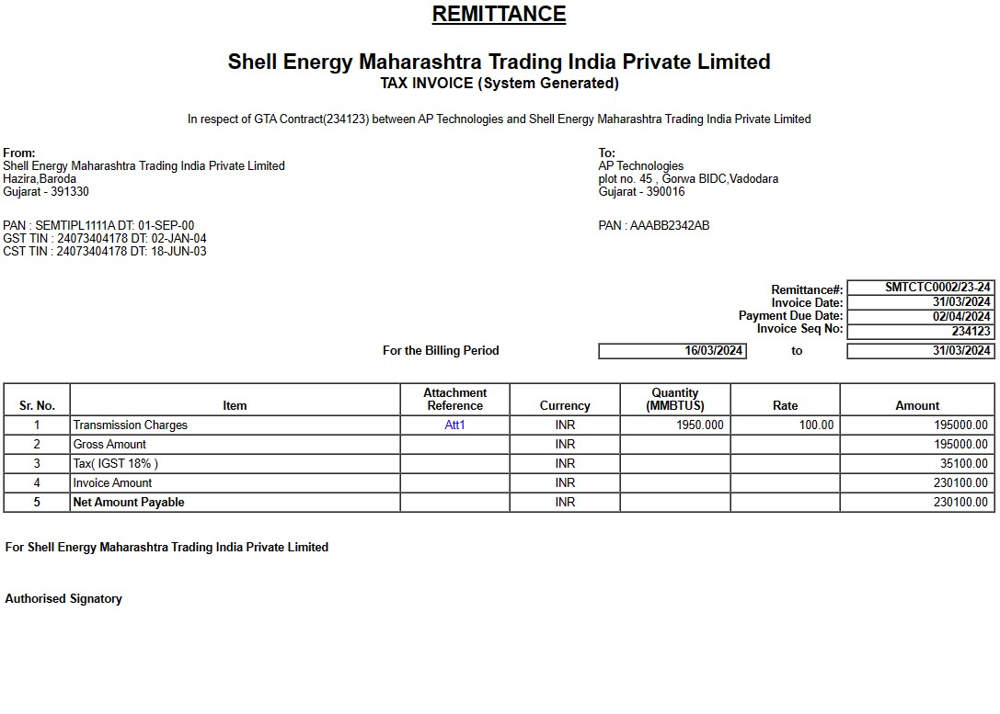 REMITTANCE
Shell Energy Maharashtra Trading India Private Limited
TAX INVOICE (System Generated)
In respect of GTA Contract(234123) between AP Technologies and Shell Energy Maharashtra Trading India Private Limited
From:
Shell Energy Maharashtra Trading India Private Limited
Hazira,Baroda
Gujarat - 391330
PAN : SEMTIPL1111A DT: 01-SEP-00
GST TIN : 24073404178 DT: 02-JAN-04
CST TIN : 24073404178 DT: 18-JUN-03
To:
AP Technologies
plot no. 45 , Gorwa BIDC,Vadodara
Gujarat - 390016
PAN : AAABB2342AB
Remittance#: SMTCTC0002/23-24
Invoice Date: 31/03/2024
Payment Due Date: 02/04/2024
Invoice Seq No: 234123
For the Billing Period 16/03/2024 to 31/03/2024
Sr. No. Item Attachment Reference Currency Quantity (MMBTUS) Rate Amount
1 Transmission Charges Att1 INR 1950.000 100.00 195000.00
2 Gross Amount INR 195000.00
3 Tax( IGST 18% ) INR 35100.00
4 Invoice Amount INR 230100.00
5 Net Amount Payable INR 230100.00
For Shell Energy Maharashtra Trading India Private Limited
Authorised Signatory